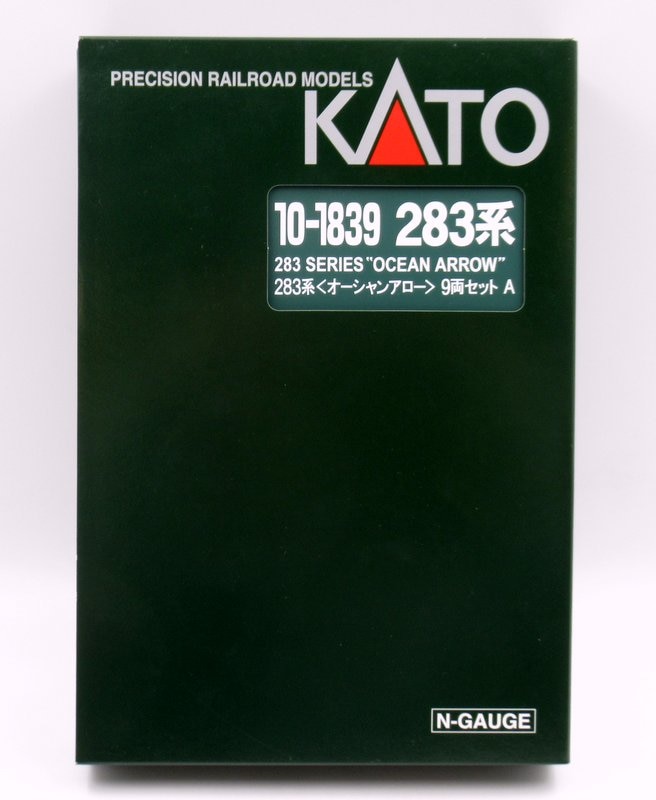 PRECISION RAILROAD MODELS
KATO
10-1839 283系
283 SERIES "OCEAN ARROW"
283系<オーシャンアロー> 9両セット A
N-GAUGE